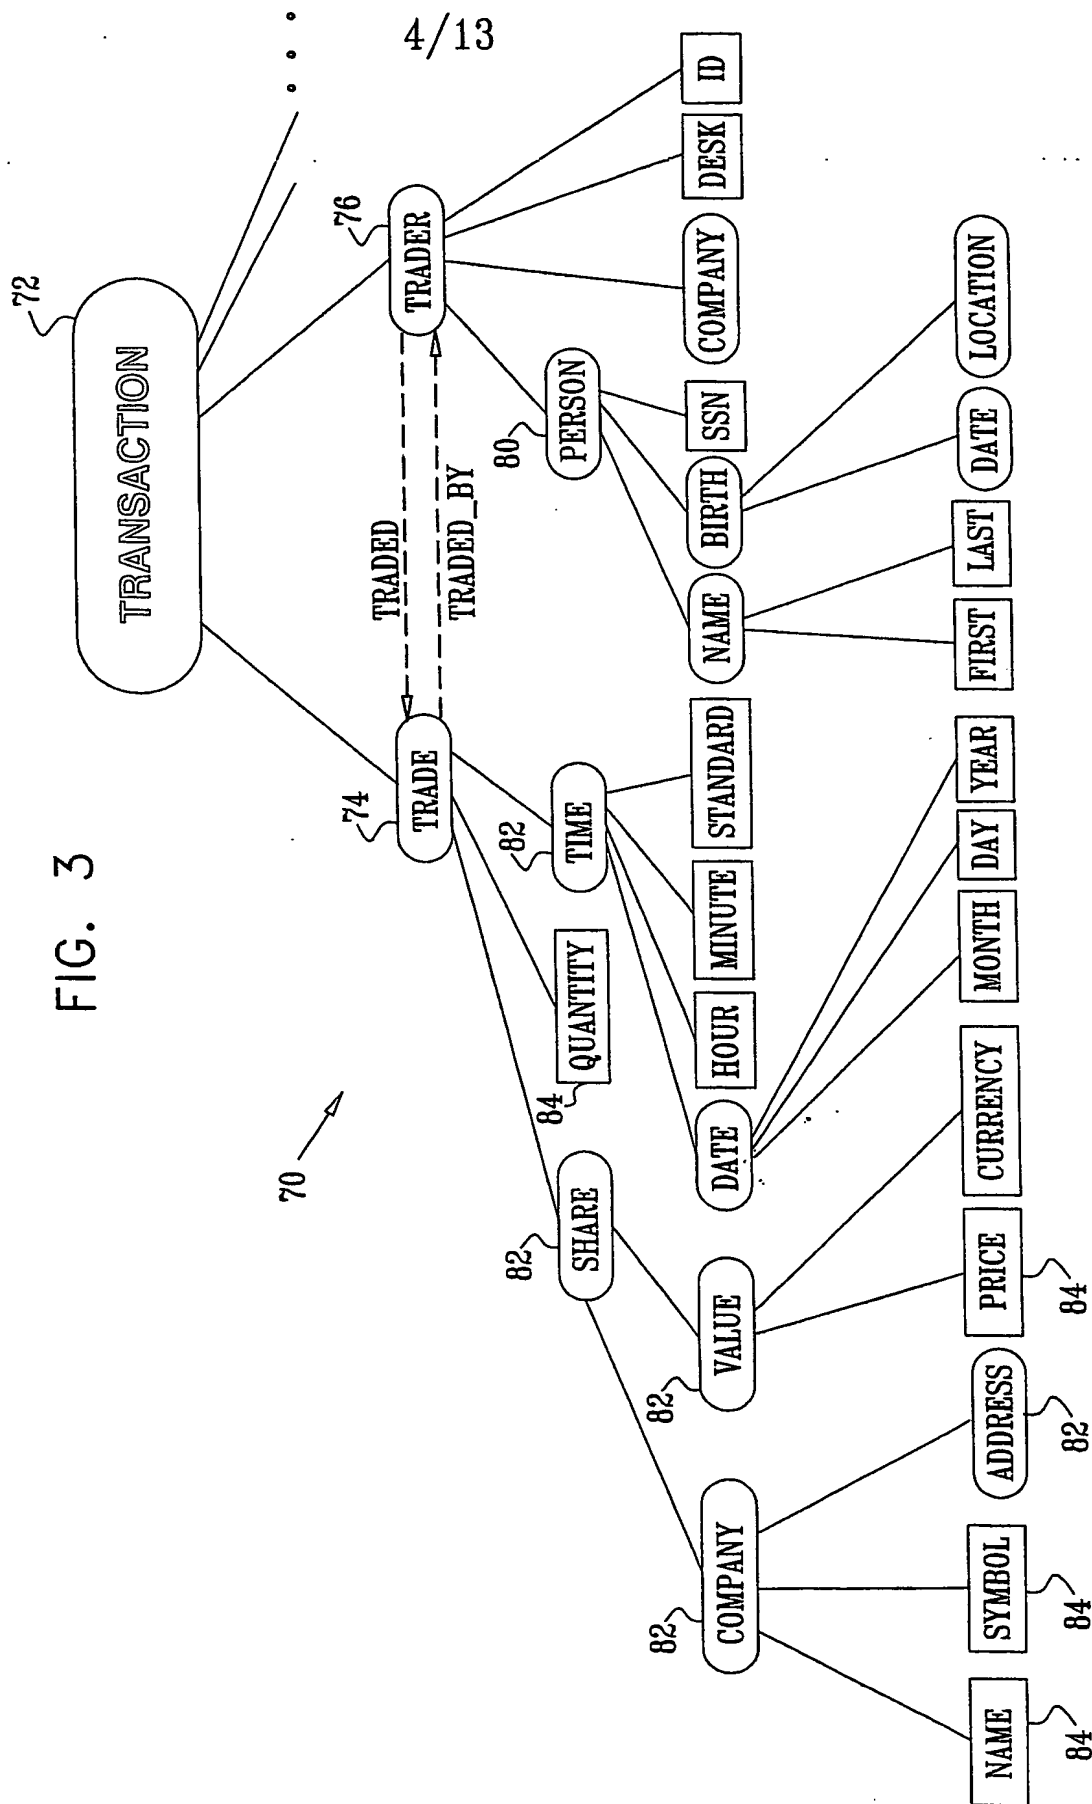 4/13
FIG. 3
70
72
TRANSACTION
74
TRADE
TRADED
TRADED_BY
76
TRADER
82
SHARE
84
QUANTITY
82
TIME
80
PERSON
82
COMPANY
82
VALUE
DATE
HOUR
MINUTE
STANDARD
NAME
BIRTH
SSN
COMPANY
DESK
ID
NAME
84
SYMBOL
84
ADDRESS
82
PRICE
84
CURRENCY
MONTH
DAY
YEAR
FIRST
LAST
DATE
LOCATION